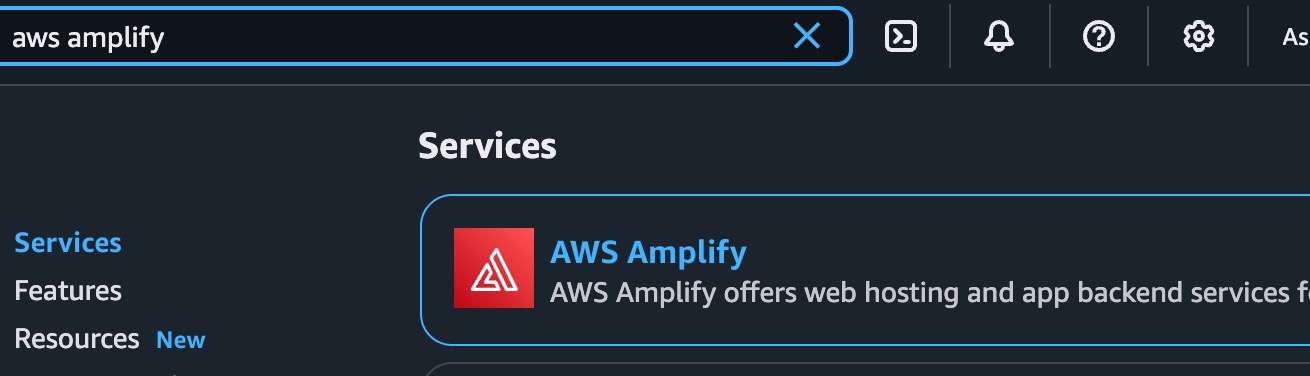 aws amplify
As
Services
Services
Features
Resources New
AWS Amplify
AWS Amplify offers web hosting and app backend services f